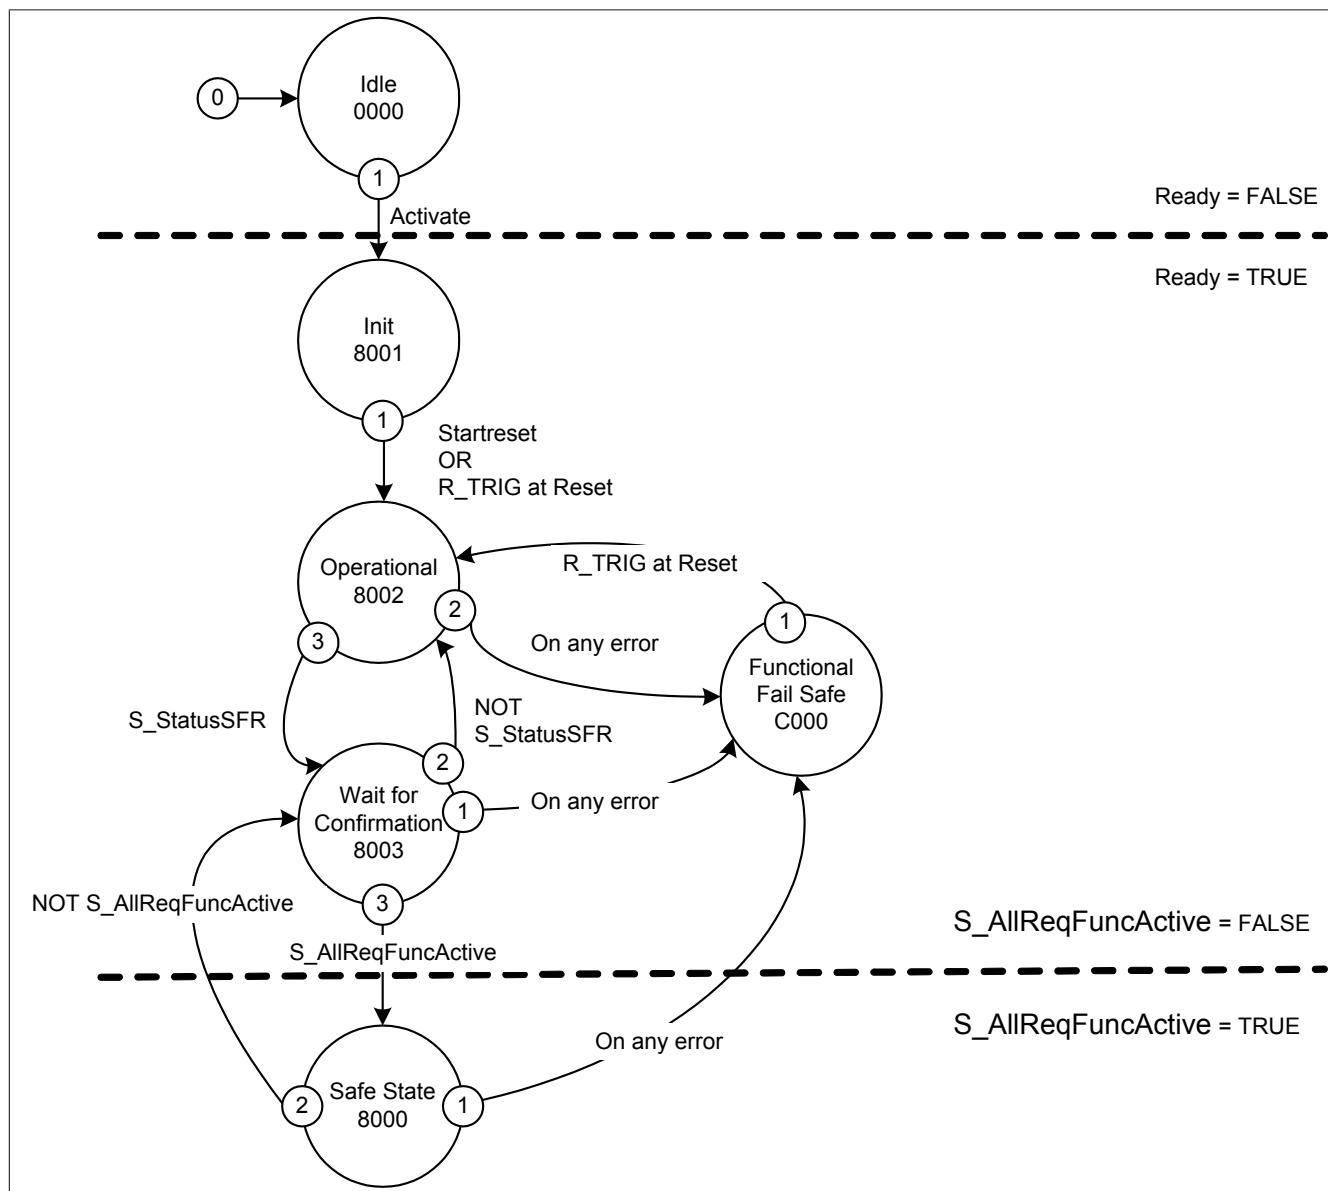 Idle
0000
0
1
Activate
Ready = FALSE
Ready = TRUE
Init
8001
1
Startreset
OR
R_TRIG at Reset
Operational
8002
R_TRIG at Reset
2
3
1
On any error
Functional
Fail Safe
C000
S_StatusSFR
NOT
S_StatusSFR
2
Wait for
Confirmation
8003
1
On any error
3
NOT S_AllReqFuncActive
S_AllReqFuncActive
S_AllReqFuncActive = FALSE
S_AllReqFuncActive = TRUE
On any error
Safe State
8000
2
1